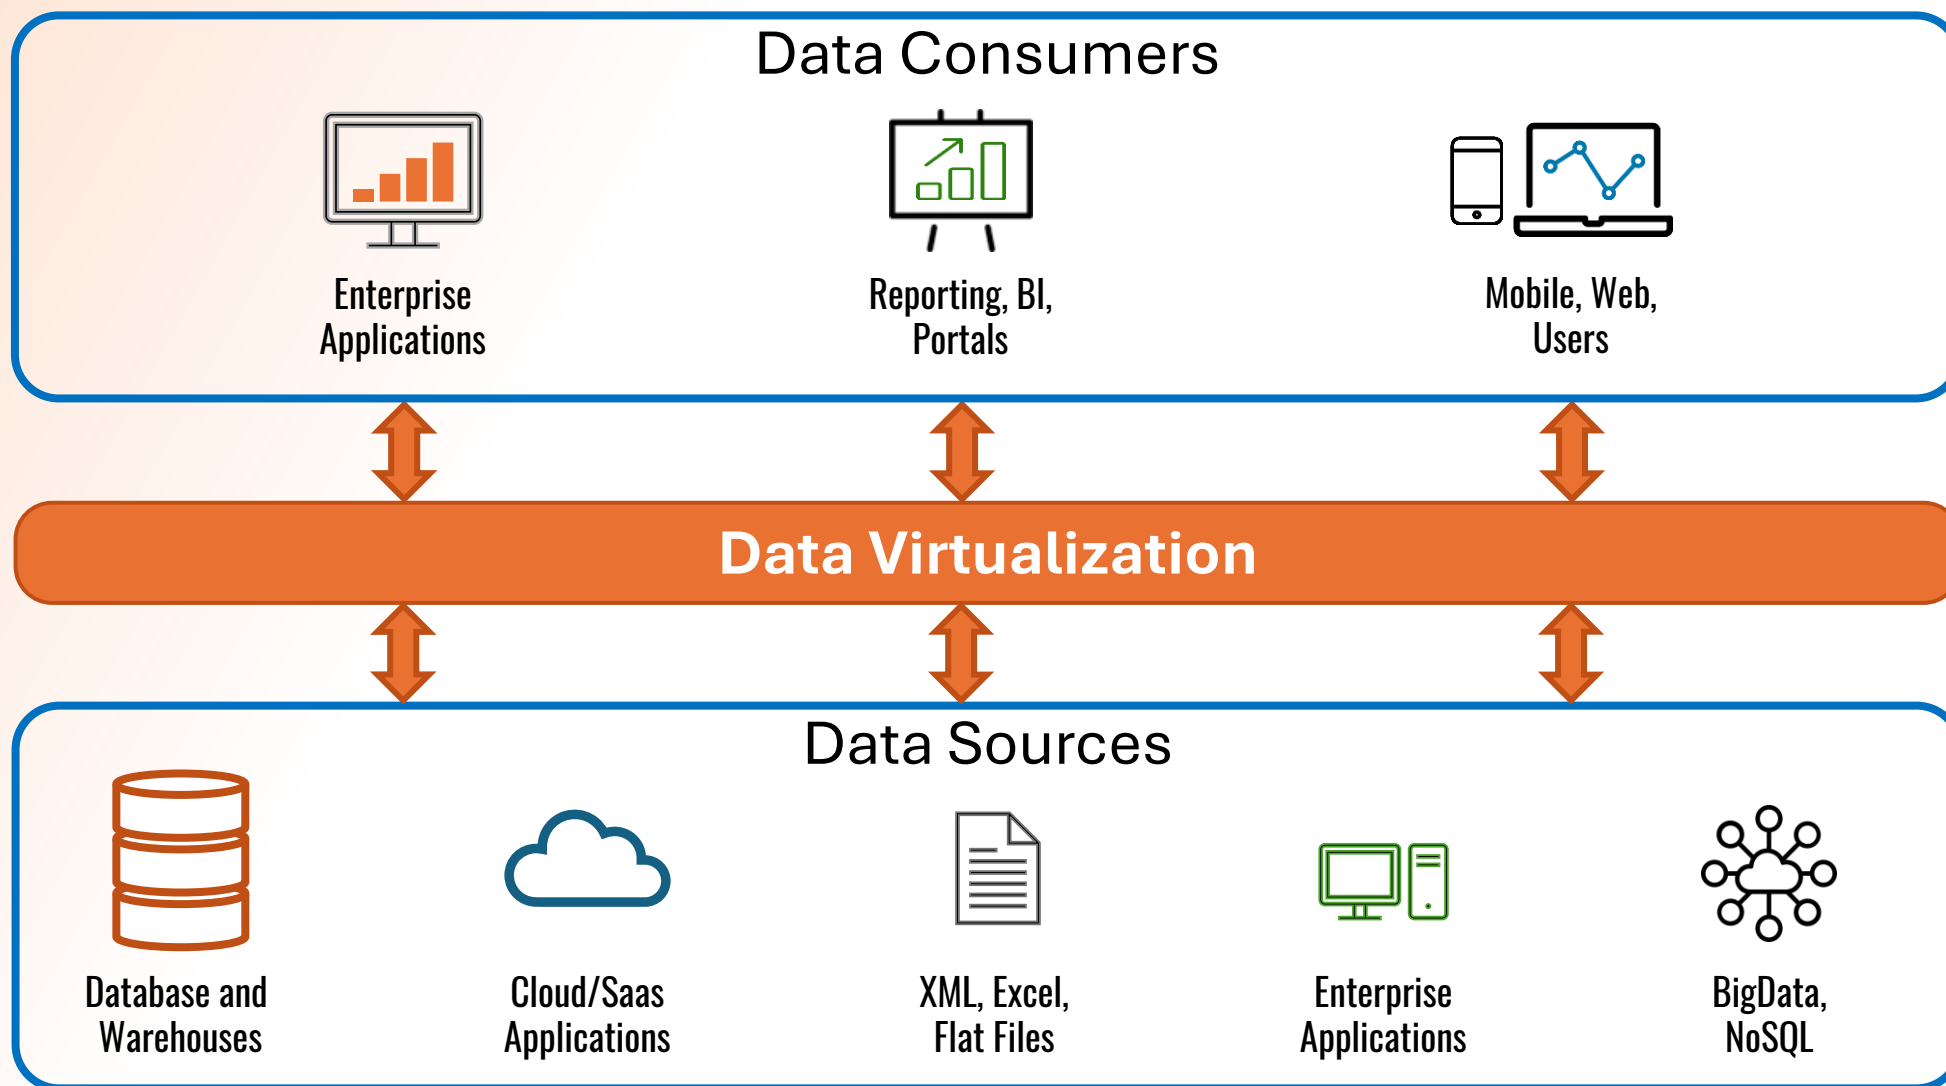 Data Consumers
Enterprise
Applications
Reporting, BI,
Portals
Mobile, Web,
Users
Data Virtualization
Data Sources
Database and
Warehouses
Cloud/Saas
Applications
XML, Excel,
Flat Files
Enterprise
Applications
BigData,
NoSQL